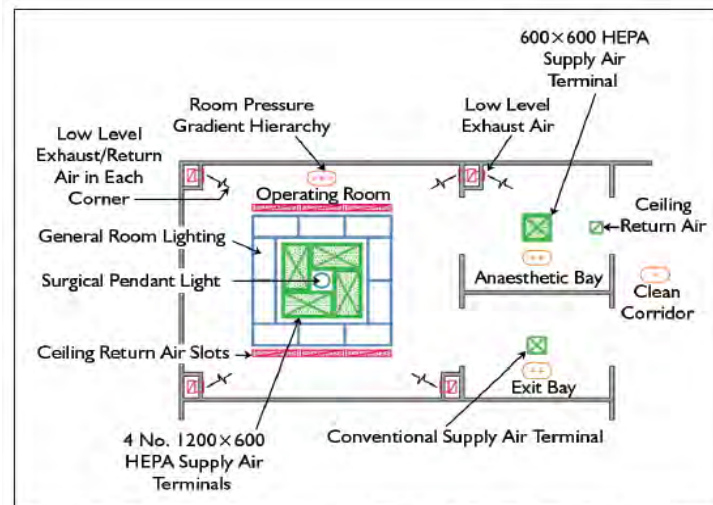 600×600 HEPA
Supply Air
Terminal
Room Pressure
Gradient Hierarchy
Low Level
Exhaust Air
Low Level
Exhaust/Return
Air in Each
Corner
Operating Room
Ceiling
Return Air
General Room Lighting
Surgical Pendant Light
Anaesthetic Bay
Clean
Corridor
Ceiling Return Air Slots
Exit Bay
4 No. 1200×600
HEPA Supply Air
Terminals
Conventional Supply Air Terminal